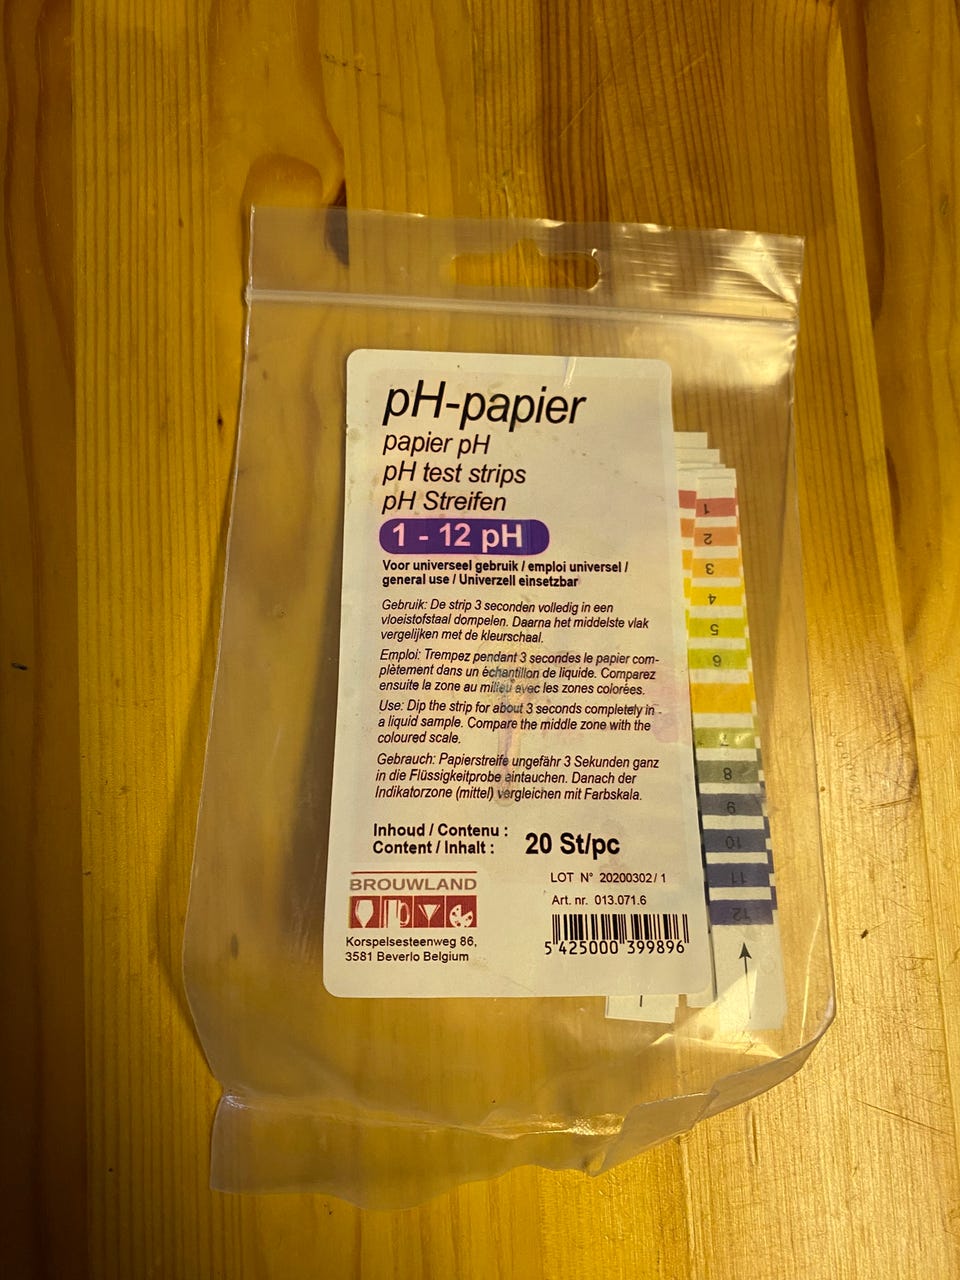 pH-papier
papier pH
pH test strips
pH Streifen
1 - 12 pH
Voor universeel gebruik / emploi universel /
general use / Univerzell einsetzbar
Gebruik: De strip 3 seconden volledig in een
vloeistofstaal dompelen. Daarna het middelste vlak
vergelijken met de kleurschaal.
Emploi: Trempez pendant 3 secondes le papier com-
plètement dans un échantillon de liquide. Comparez
ensuite la zone au milieu avec les zones colorées.
Use: Dip the strip for about 3 seconds completely in
a liquid sample. Compare the middle zone with the
coloured scale.
Gebrauch: Papierstreife ungefähr 3 Sekunden ganz
in die Flüssigkeitprobe eintauchen. Danach der
Indikatorzone (mittel) vergleichen mit Farbskala.
Inhoud / Contenu :
Content / Inhalt :
20 St/pc
LOT N° 20200302/ 1
Art. nr. 013.071.6
BROUWLAND
Korspelsesteenweg 86,
3581 Beverlo Belgium
5 425000 399896
1
2
3
4
5
6
7
8
9
10
11
12